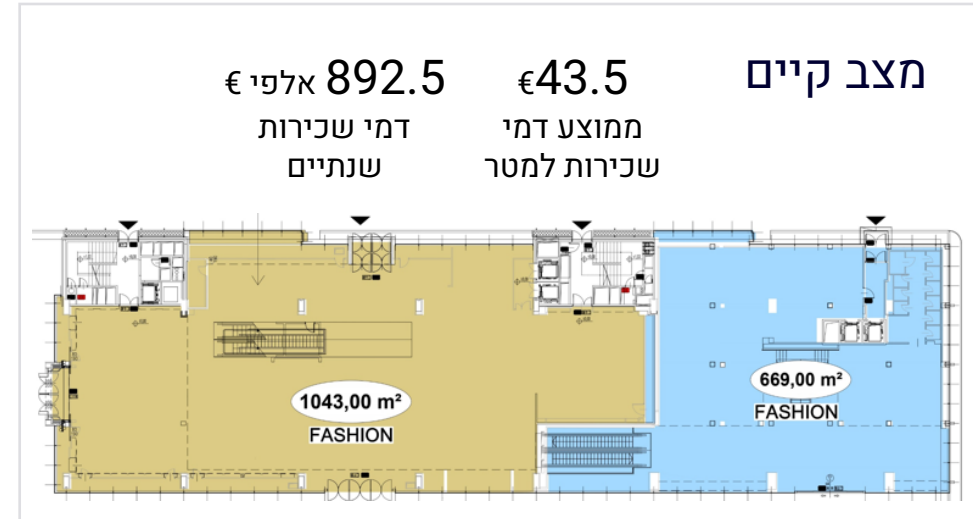 מצב קיים
€43.5
ממוצע דמי
שכירות למטר
892.5 אלפי €
דמי שכירות
שנתיים
1043,00 m²
FASHION
669,00 m²
FASHION